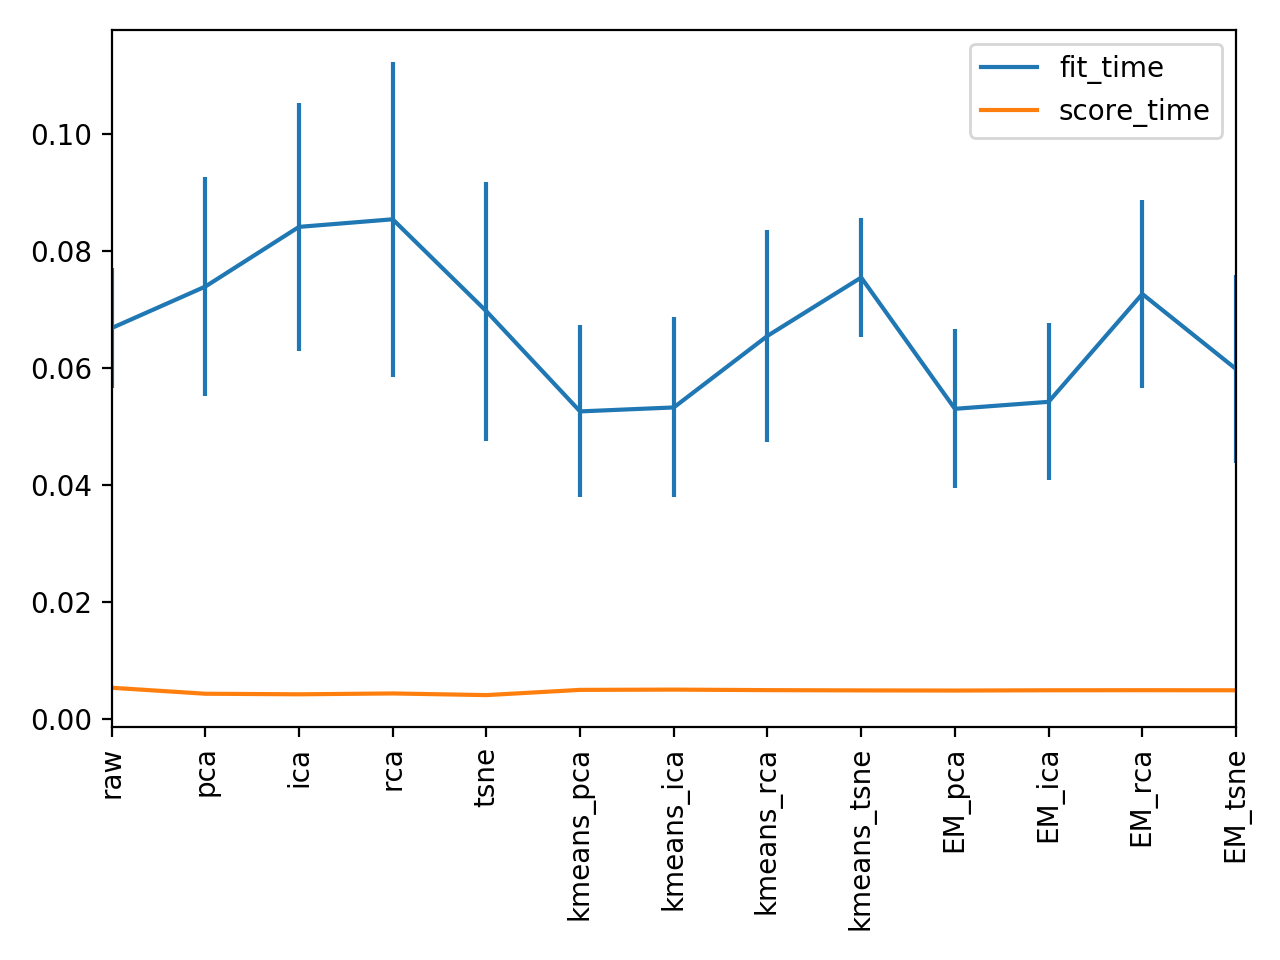 fit_time
score_time
0.10
0.08
0.06
0.04
0.02
0.00
raw
pca
ica
rca
tsne
kmeans_pca
kmeans_ica
kmeans_rca
kmeans_tsne
EM_pca
EM_ica
EM_rca
EM_tsne